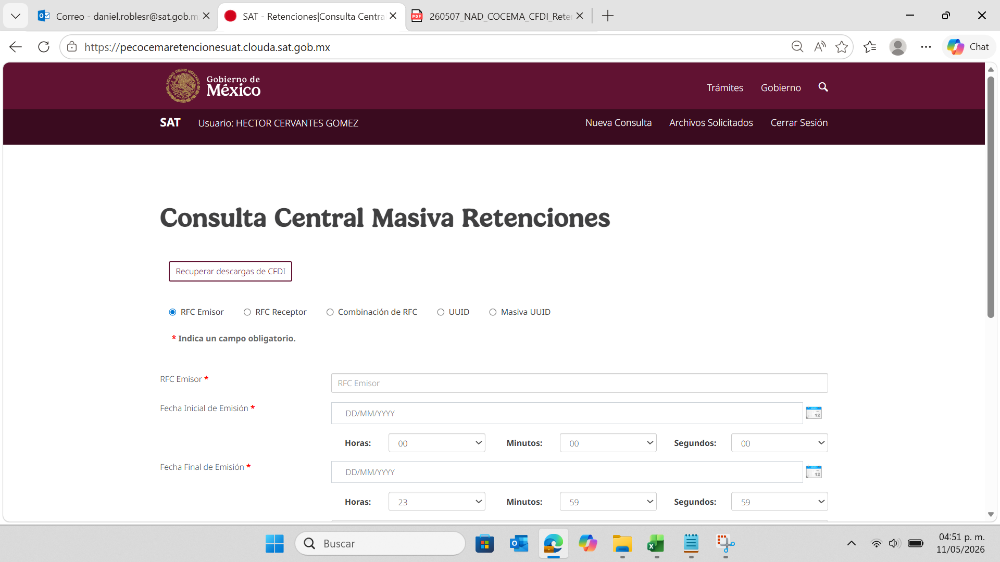 Correo - daniel.roblesr@sat.gob.m
SAT - Retenciones|Consulta Centra
260507_NAD_COCEMA_CFDI_Rete
https://pecocemaretencionesuat.clouda.sat.gob.mx
Chat
Gobierno de
México
Trámites
Gobierno
SAT
Usuario: HECTOR CERVANTES GOMEZ
Nueva Consulta
Archivos Solicitados
Cerrar Sesión
Consulta Central Masiva Retenciones
Recuperar descargas de CFDI
RFC Emisor
RFC Receptor
Combinación de RFC
UUID
Masiva UUID
* Indica un campo obligatorio.
RFC Emisor *
RFC Emisor
Fecha Inicial de Emisión *
DD/MM/YYYY
Horas: 00
Minutos: 00
Segundos: 00
Fecha Final de Emisión *
DD/MM/YYYY
Horas: 23
Minutos: 59
Segundos: 59
Buscar
04:51 p. m.
11/05/2026